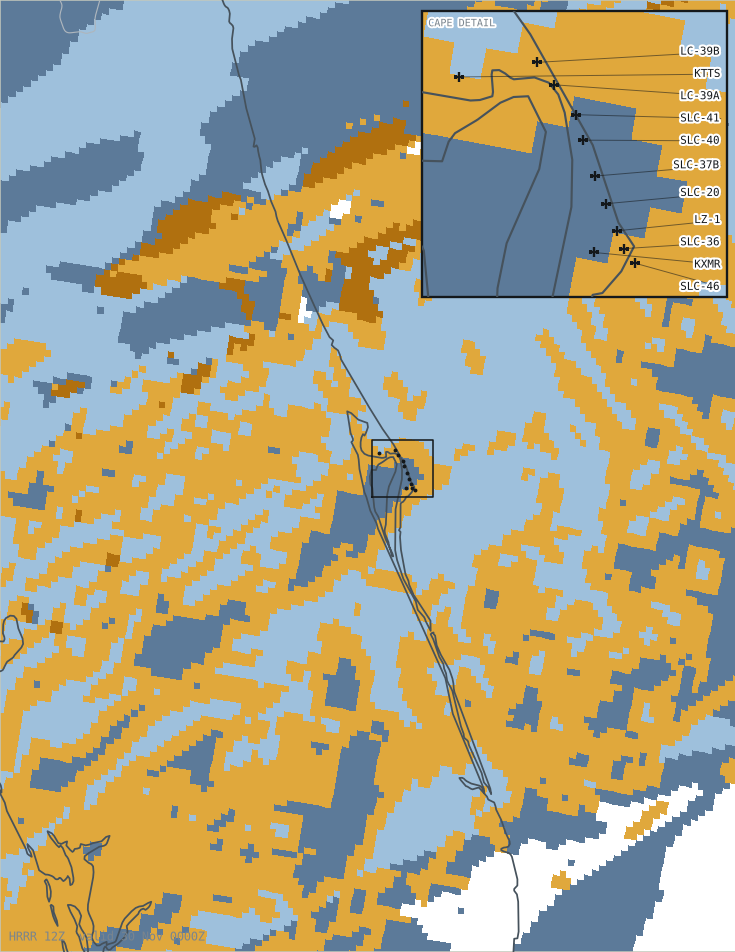 CAPE DETAIL
LC-39B
KTTS
LC-39A
SLC-41
SLC-40
SLC-37B
SLC-20
LZ-1
SLC-36
KXMR
SLC-46
HRRR 12Z 0000Z